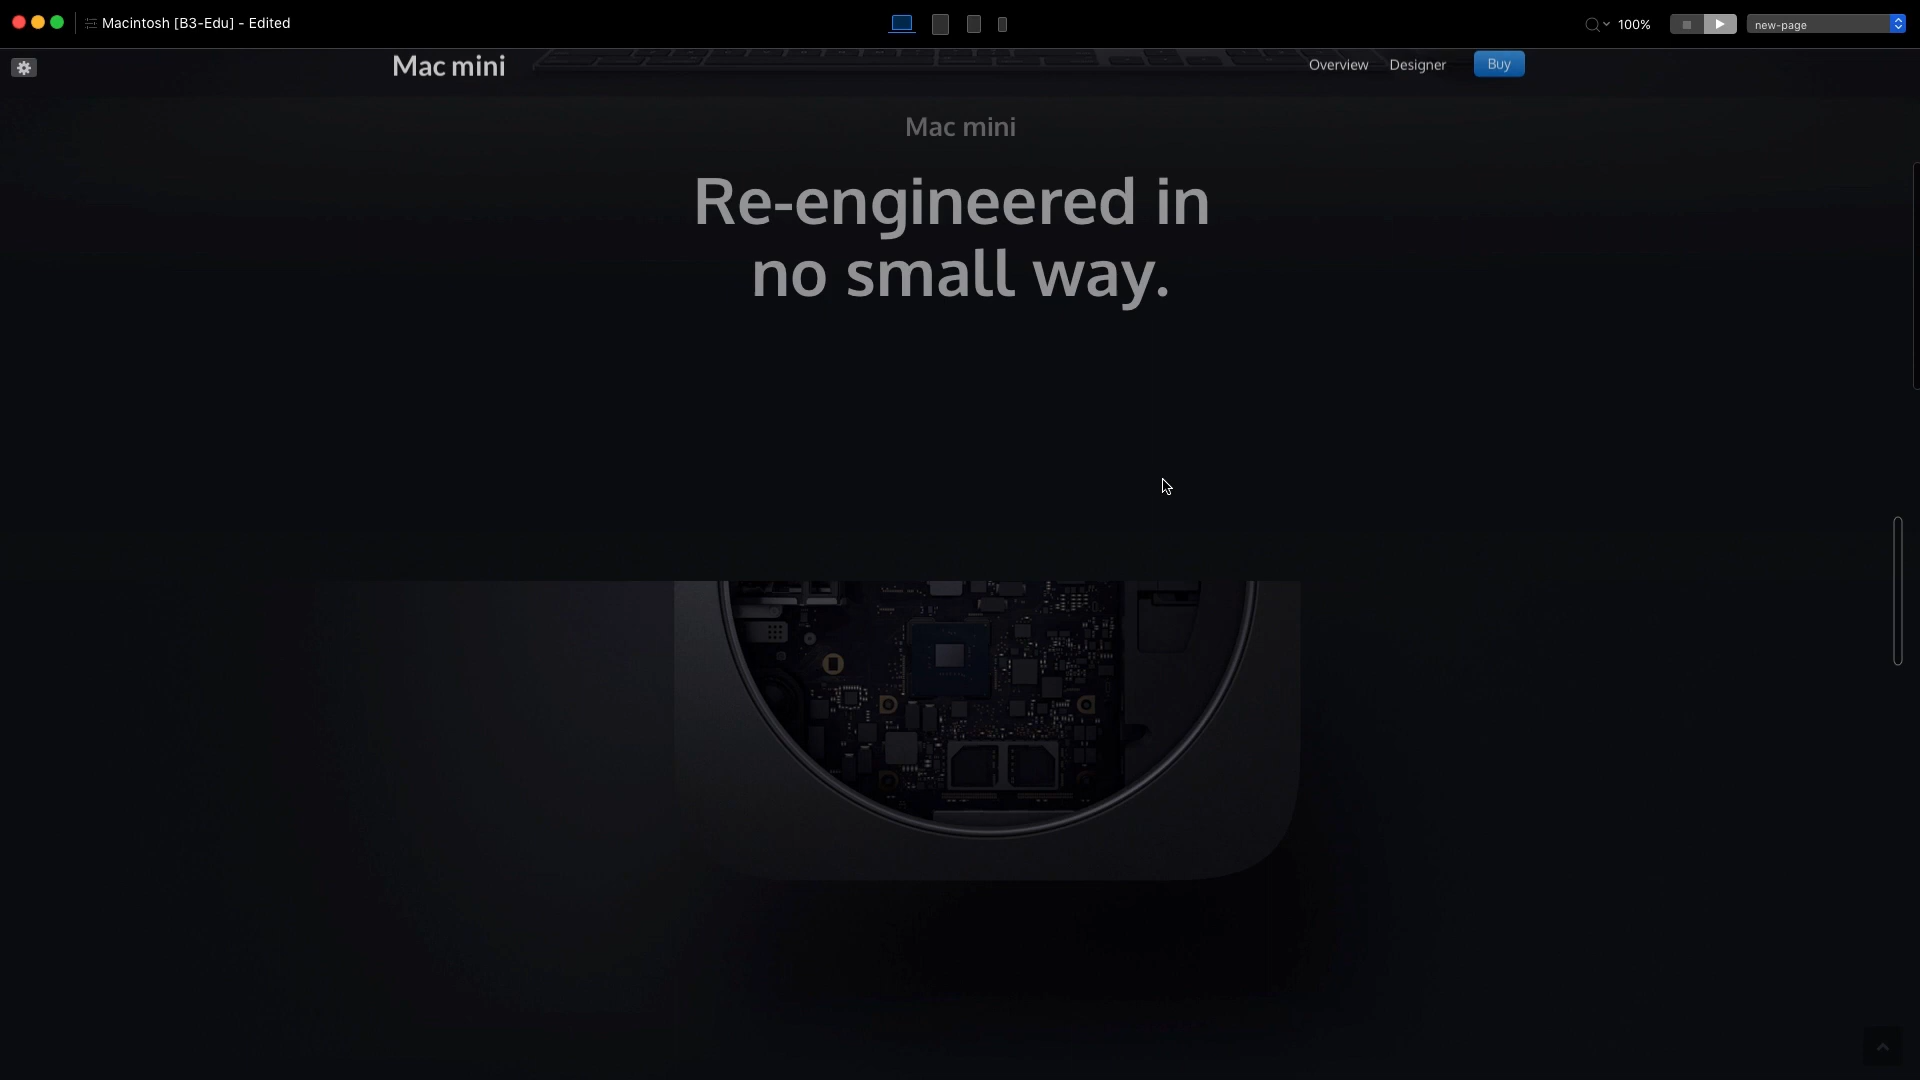 Macintosh [B3-Edu] - Edited
100%
new-page
Mac mini
Overview
Designer
Buy
Mac mini
Re-engineered in
no small way.